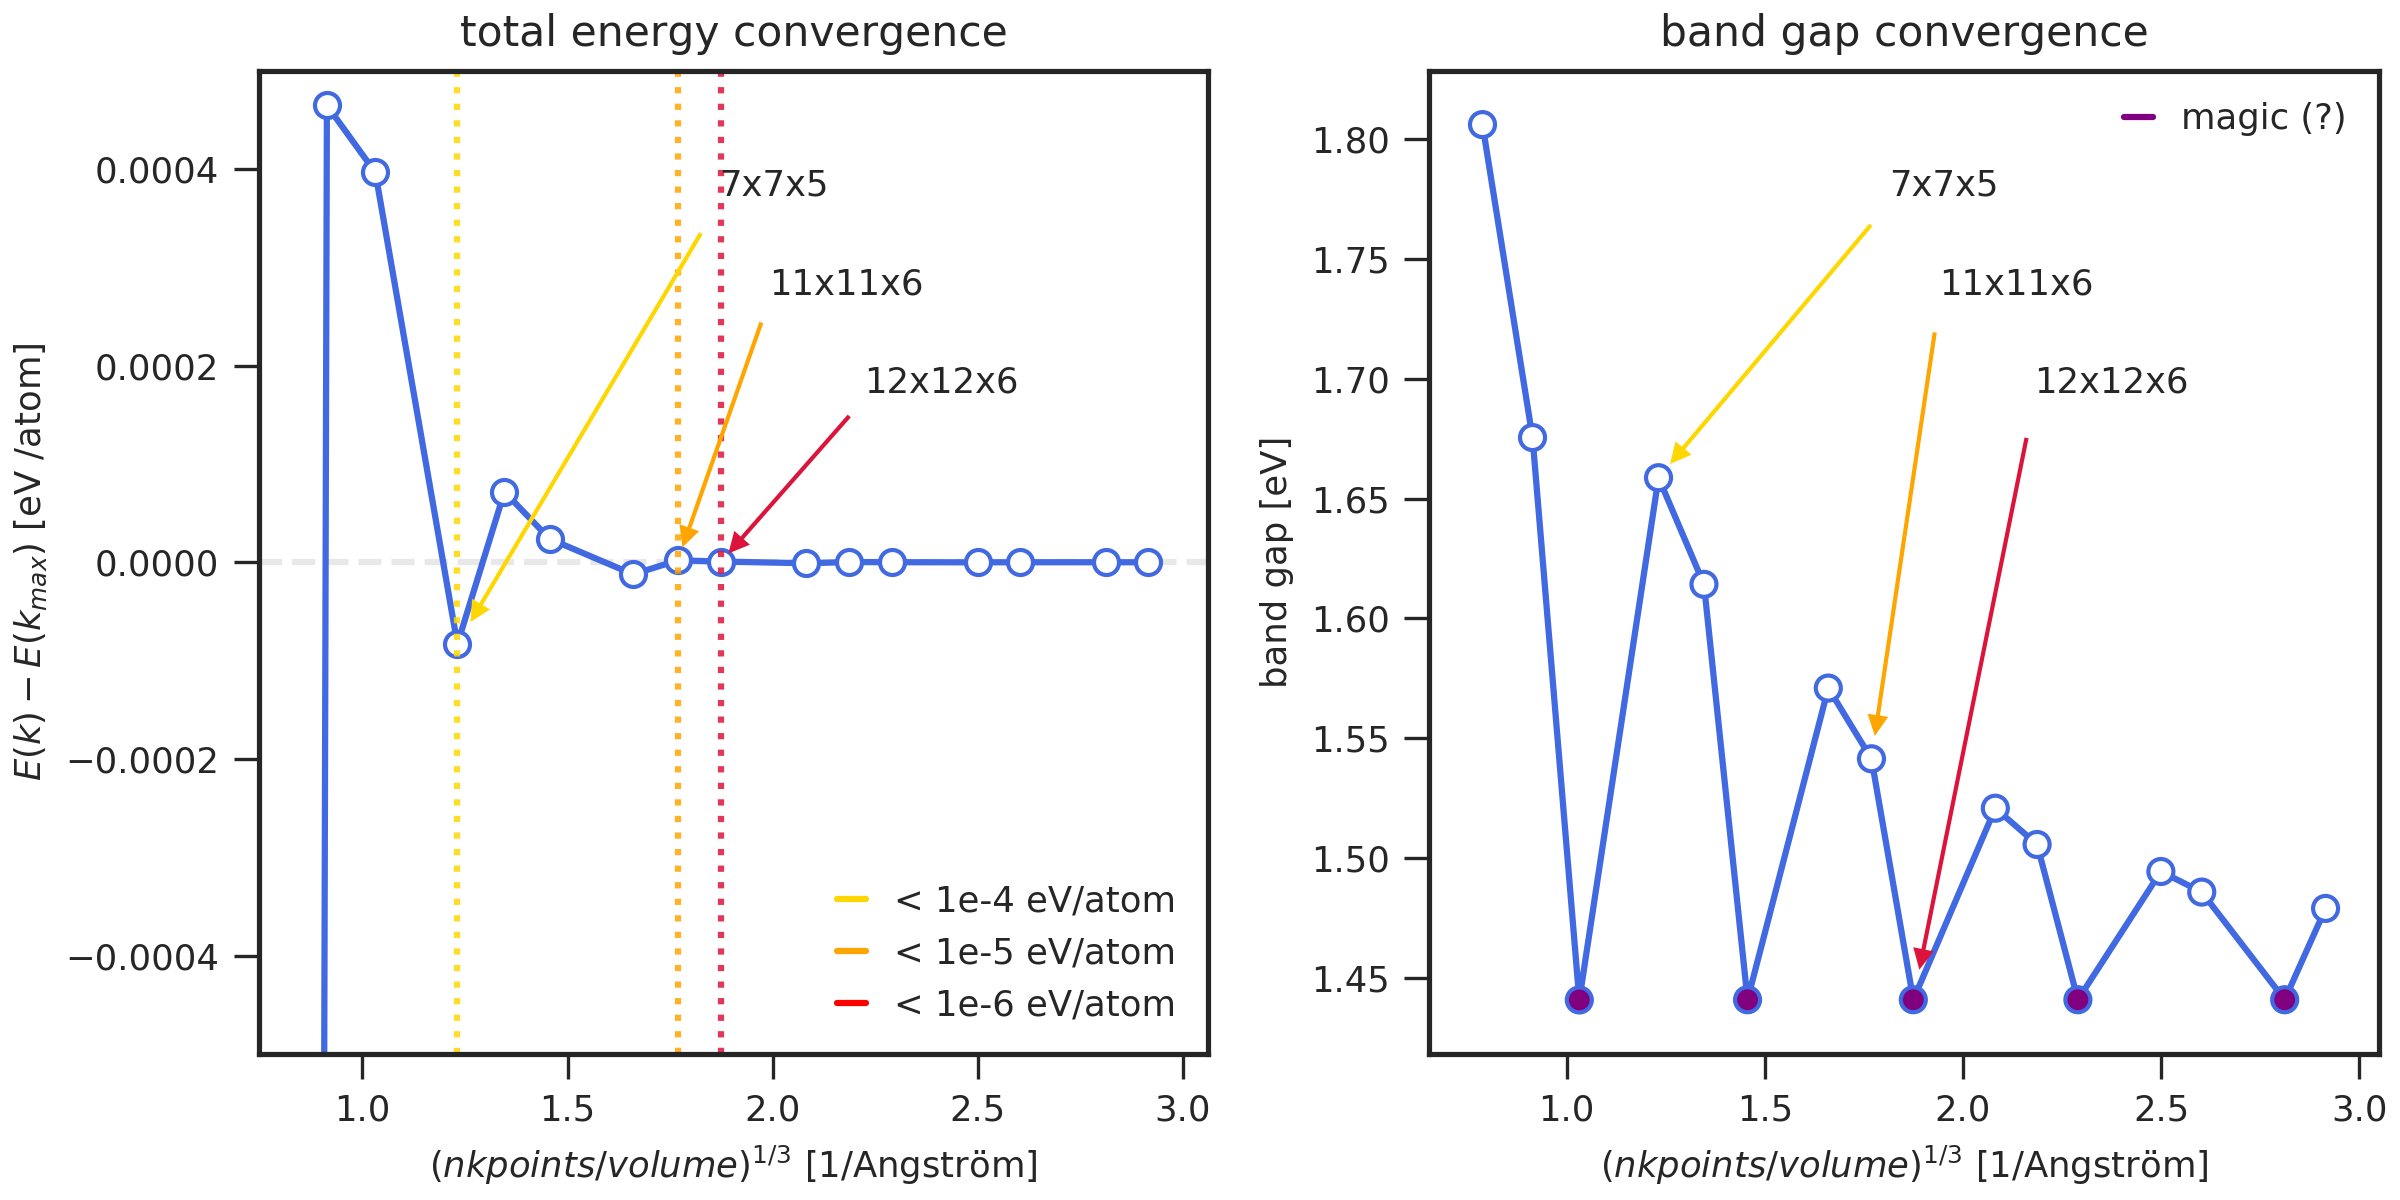 total energy convergence
0.0004
0.0002
0.0000
−0.0002
−0.0004
E(k) − E(k_max) [eV /atom]
7x7x5
11x11x6
12x12x6
< 1e-4 eV/atom
< 1e-5 eV/atom
< 1e-6 eV/atom
1.0 1.5 2.0 2.5 3.0
(nkpoints/volume)^1/3 [1/Angström]
band gap convergence
1.80
1.75
1.70
1.65
1.60
1.55
1.50
1.45
band gap [eV]
magic (?)
7x7x5
11x11x6
12x12x6
1.0 1.5 2.0 2.5 3.0
(nkpoints/volume)^1/3 [1/Angström]